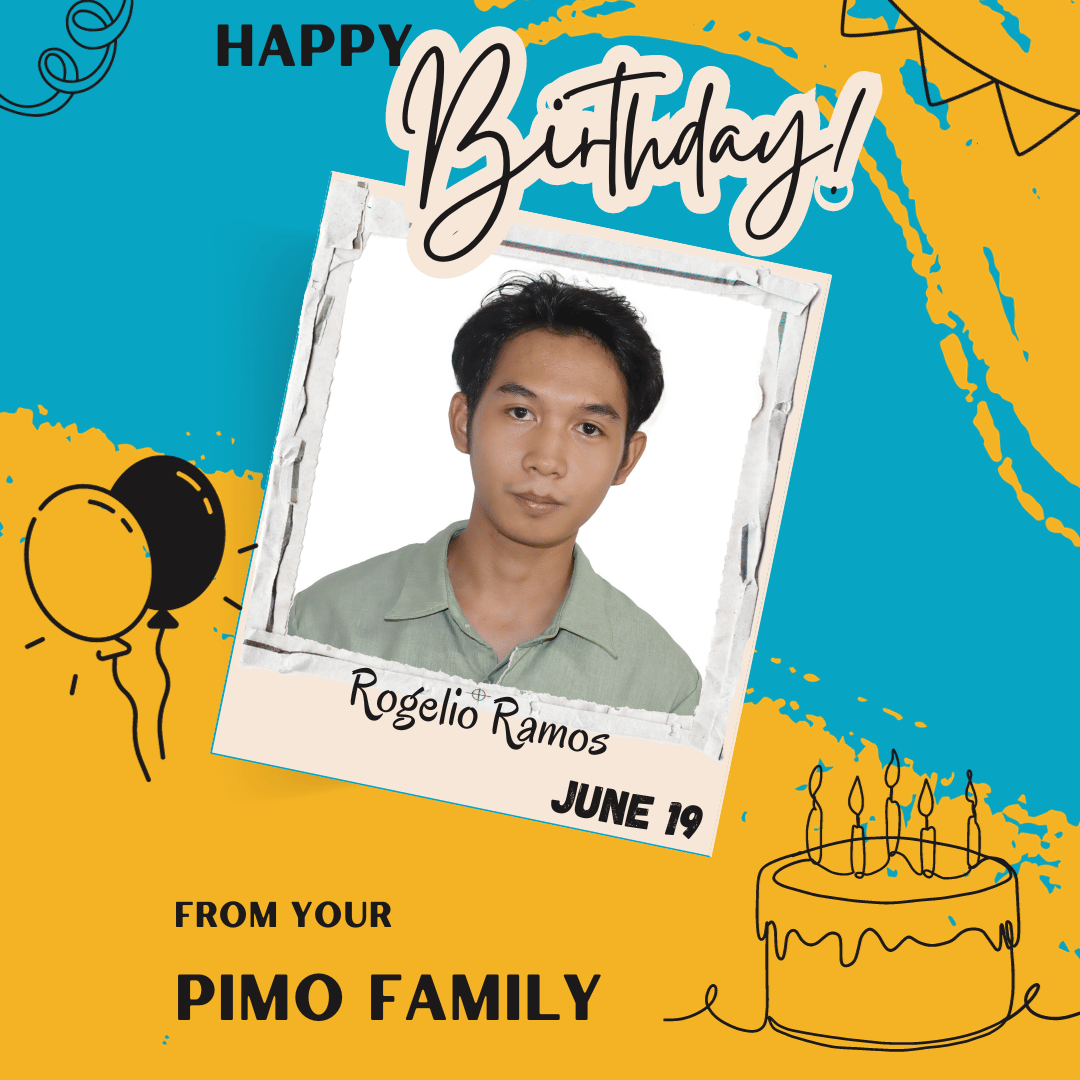 HAPPY
Birthday!
Rogelio Ramos
JUNE 19
FROM YOUR
PIMO FAMILY